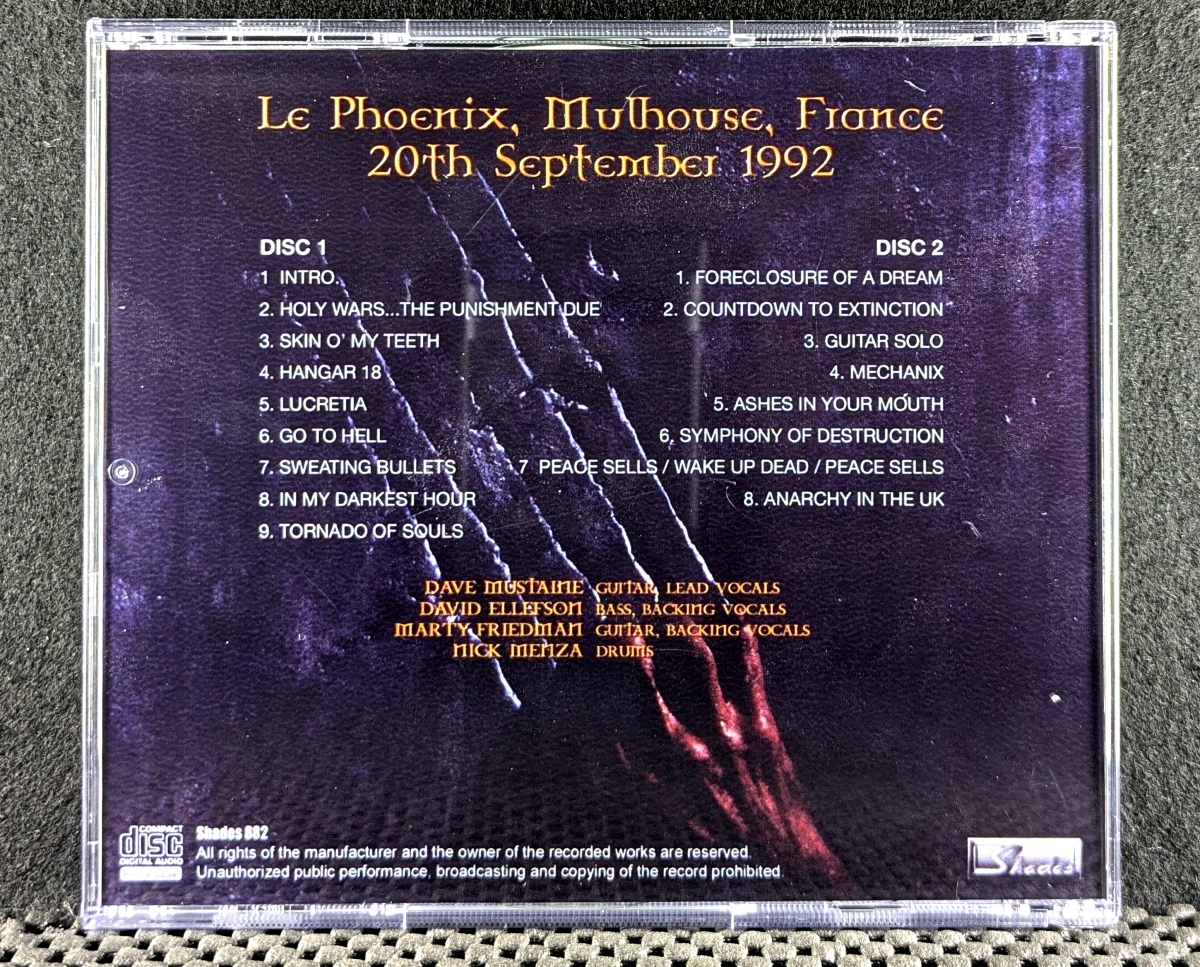 Le Phoenix, Mulhouse, France
20th September 1992
DISC 1
1 INTRO.
2. HOLY WARS...THE PUNISHMENT DUE
3. SKIN O' MY TEETH
4. HANGAR 18
5. LUCRETIA
6. GO TO HELL
7. SWEATING BULLETS
8. IN MY DARKEST HOUR
9. TORNADO OF SOULS
DISC 2
1. FORECLOSURE OF A DREAM
2. COUNTDOWN TO EXTINCTION
3. GUITAR SOLO
4. MECHANIX
5. ASHES IN YOUR MOUTH
6. SYMPHONY OF DESTRUCTION
7 PEACE SELLS / WAKE UP DEAD / PEACE SELLS
8. ANARCHY IN THE UK
DAVE MUSTAINE GUITAR, LEAD VOCALS
DAVID ELLEFSON BASS, BACKING VOCALS
MARTY FRIEDMAN GUITAR, BACKING VOCALS
NICK MENZA DRUMS
COMPACT
disc
DIGITAL AUDIO
Shades 882
All rights of the manufacturer and the owner of the recorded works are reserved.
Unauthorized public performance, broadcasting and copying of the record prohibited.
Shades